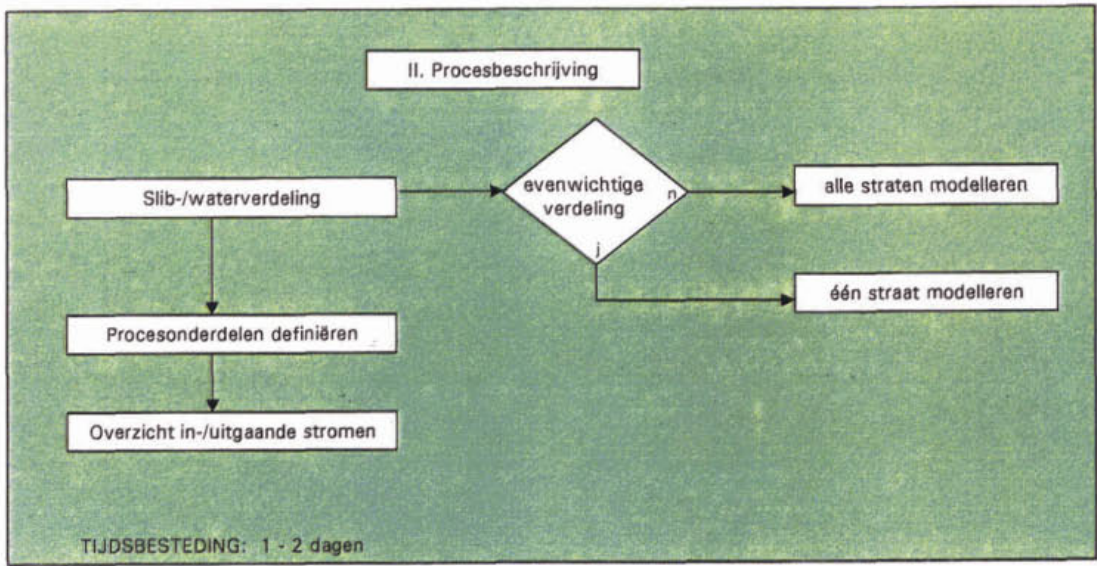 II. Procesbeschrijving
Slib-/waterverdeling
evenwichtige
verdeling
n
j
alle straten modelleren
één straat modelleren
Procesonderdelen definiëren
Overzicht in-/uitgaande stromen
TIJDSBESTEDING: 1 - 2 dagen